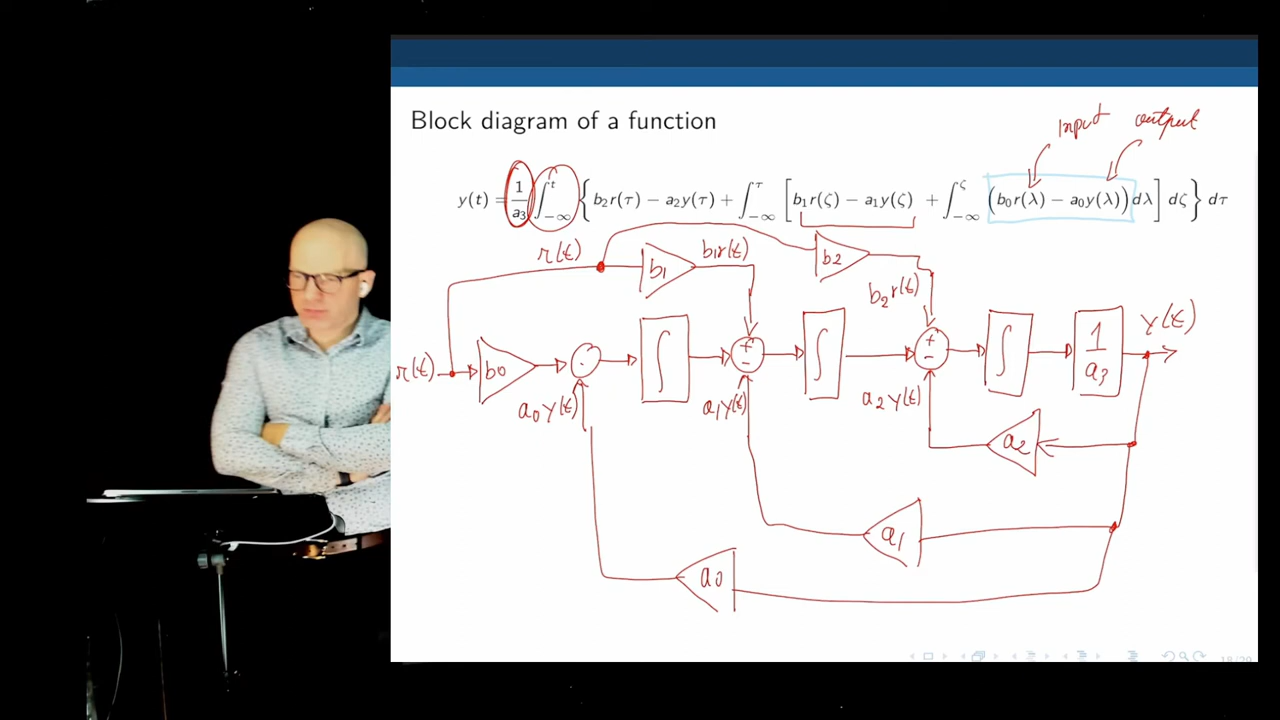 Block diagram of a function
input output
y(t) = 1/a₃ ∫_{-∞}^{t} { b₂r(τ) − a₂y(τ) + ∫_{-∞}^{τ} [ b₁r(ζ) − a₁y(ζ) + ∫_{-∞}^{ζ} (b₀r(λ) − a₀y(λ)) dλ ] dζ } dτ
r(t) b1 b1r(t) b2
b2r(t)
r(t) b0 ∫ + − ∫ + − ∫ 1/a3 y(t)
a0y(t) a1y(t) a2y(t)
a2
a1
a0